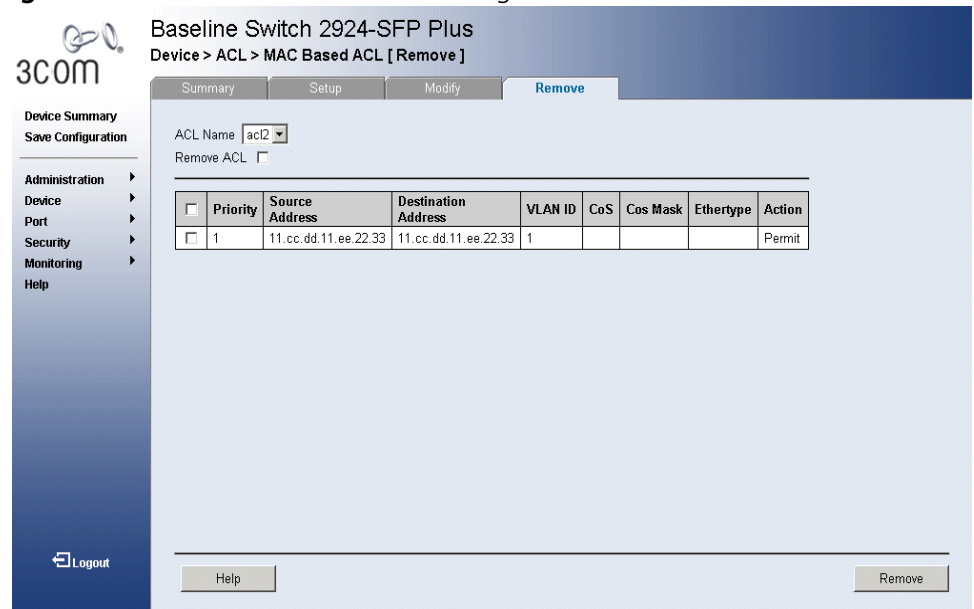 3COM
Baseline Switch 2924-SFP Plus
Device > ACL > MAC Based ACL [ Remove ]
Summary Setup Modify Remove
Device Summary
Save Configuration
Administration
Device
Port
Security
Monitoring
Help
Logout
ACL Name acl2
Remove ACL
Priority Source Address Destination Address VLAN ID CoS Cos Mask Ethertype Action
1 11.cc.dd.11.ee.22.33 11.cc.dd.11.ee.22.33 1 Permit
Help Remove